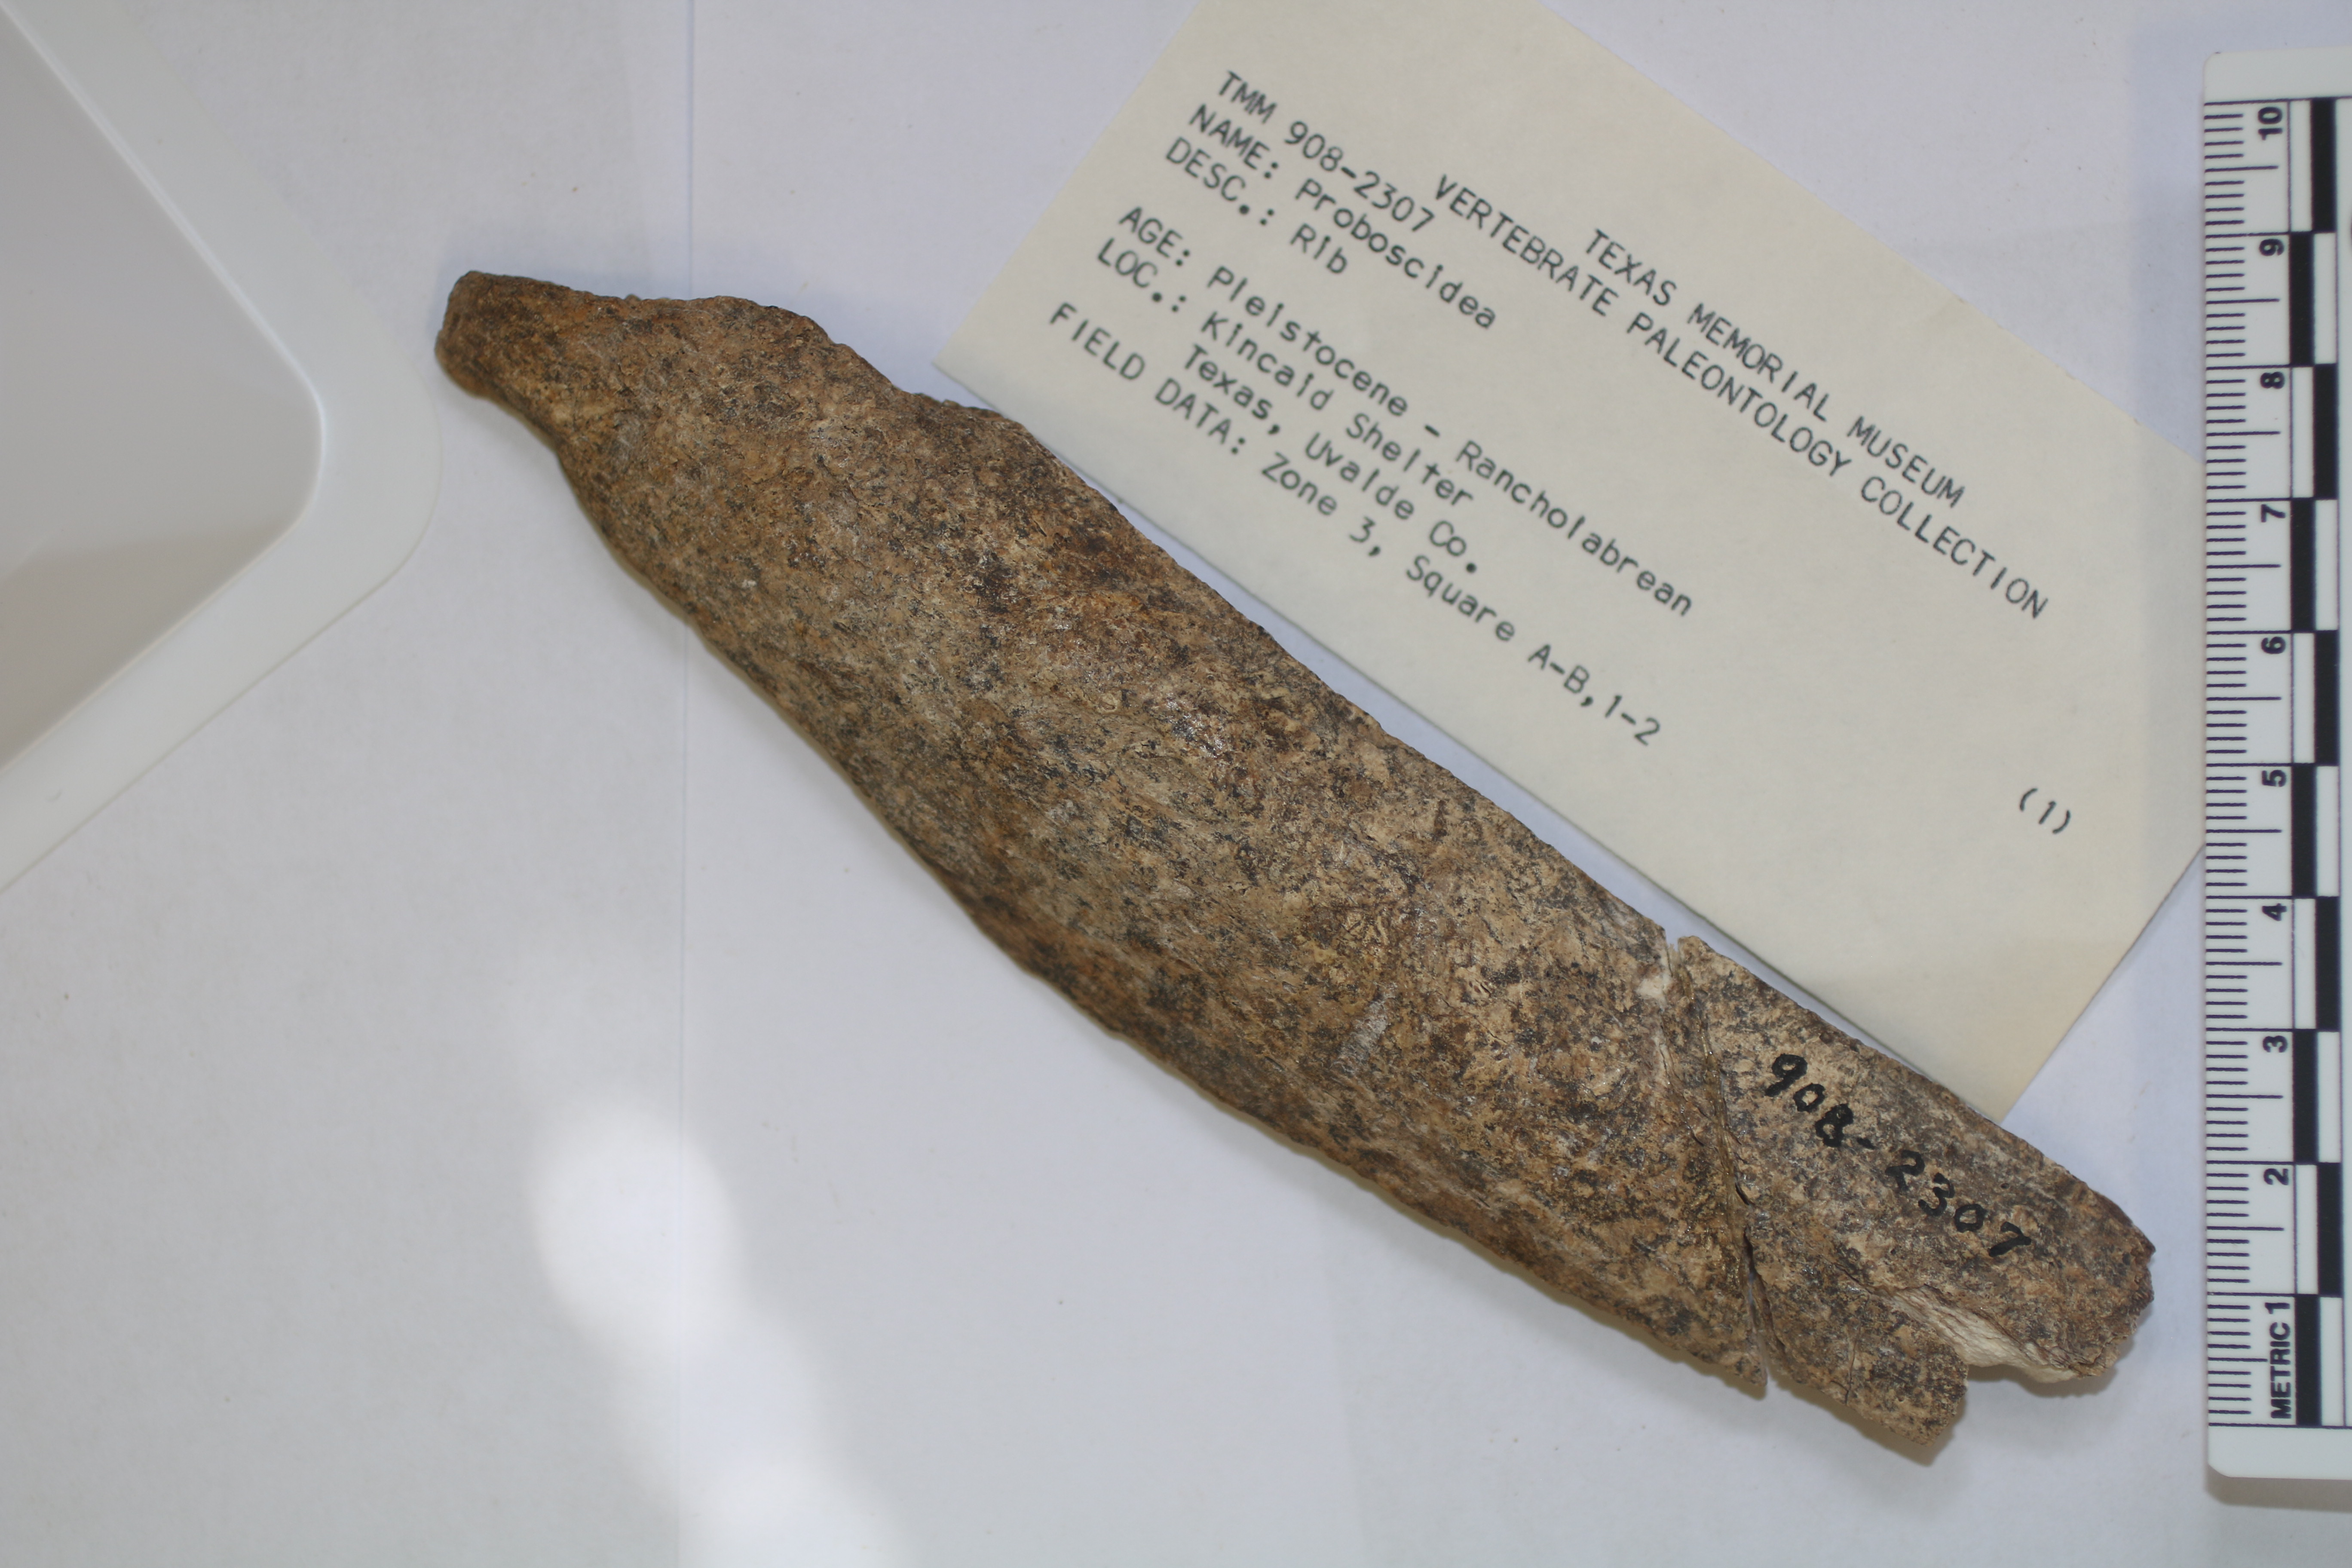 TEXAS MEMORIAL MUSEUM
TMM 908-2307 VERTEBRATE PALEONTOLOGY COLLECTION
NAME: Proboscidea
DESC.: Rib
AGE: Pleistocene - Rancholabrean
LOC.: Kincaid Shelter
Texas, Uvalde Co.
FIELD DATA: Zone 3, Square A-B,1-2
(1)
908-2307
METRIC 1 2 3 4 5 6 7 8 9 10